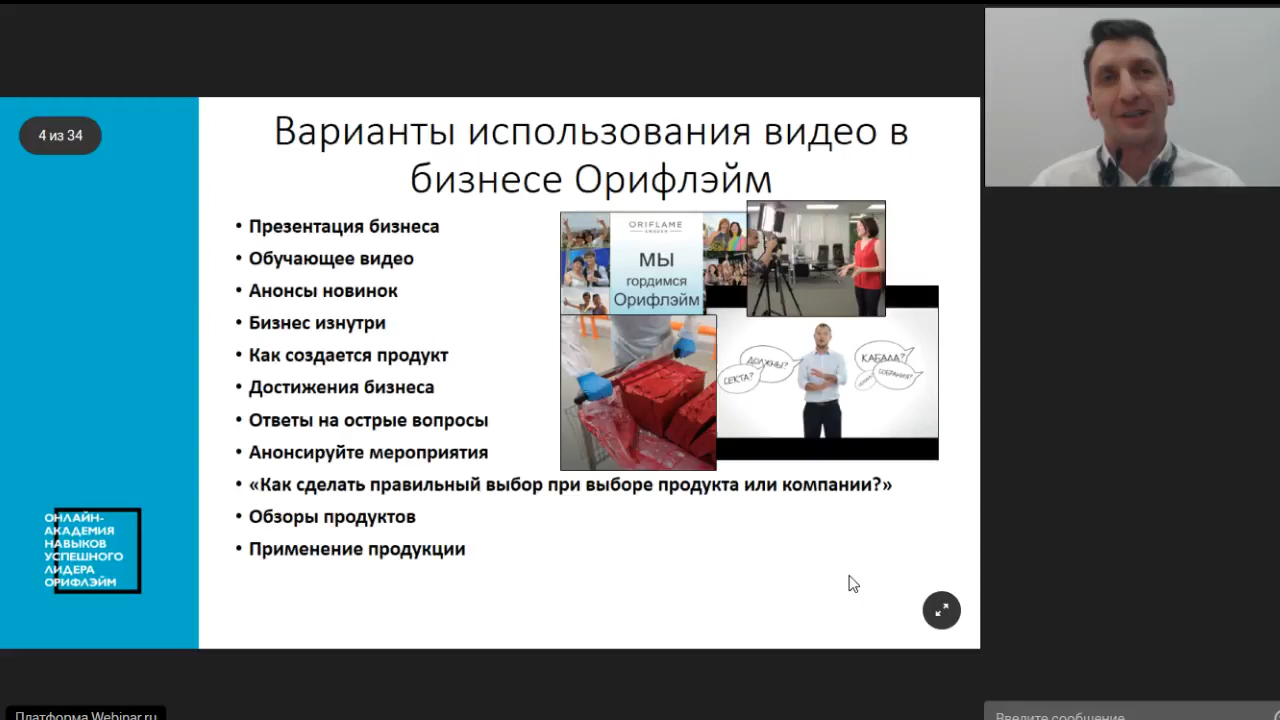 4 из 34
Варианты использования видео в
бизнесе Орифлэйм
• Презентация бизнеса
• Обучающее видео
• Анонсы новинок
• Бизнес изнутри
• Как создается продукт
• Достижения бизнеса
• Ответы на острые вопросы
• Анонсируйте мероприятия
• «Как сделать правильный выбор при выборе продукта или компании?»
• Обзоры продуктов
• Применение продукции
ORIFLAME
SWEDEN
МЫ
гордимся
Орифлэйм
ДОЛЖНЫ?
СЕКТА?
КАБАЛА?
СОБРАНИЯ?
ОНЛАЙН-
АКАДЕМИЯ
НАВЫКОВ
УСПЕШНОГО
ЛИДЕРА
ОРИФЛЭЙМ
Платформа Webinar.ru
Введите сообщение